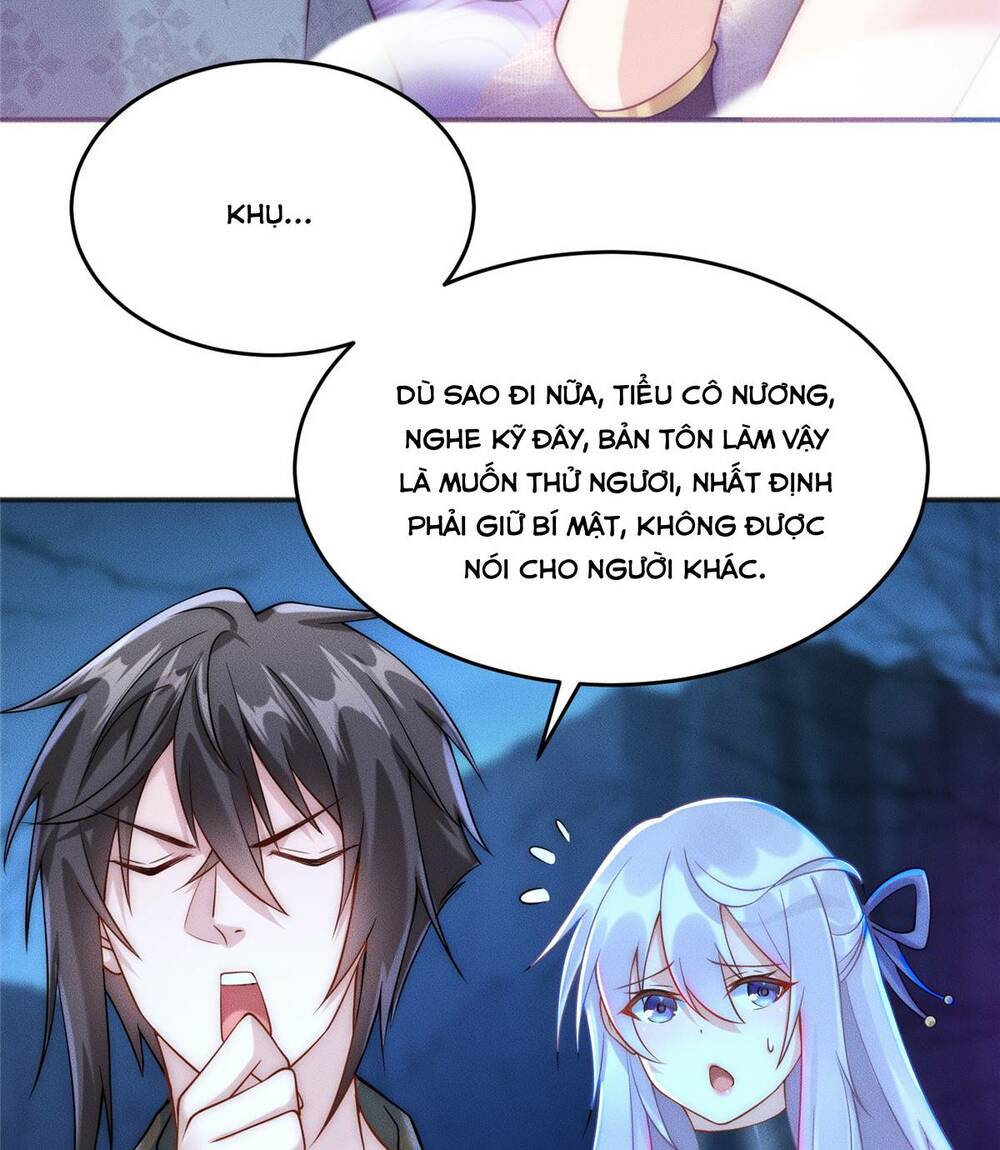 KHỤ...
DÙ SAO ĐI NỮA, TIỂU CÔ NƯƠNG,
NGHE KỸ ĐÂY, BẢN TÔN LÀM VẬY
LÀ MUỐN THỬ NGƯƠI, NHẤT ĐỊNH
PHẢI GIỮ BÍ MẬT, KHÔNG ĐƯỢC
NÓI CHO NGƯỜI KHÁC.